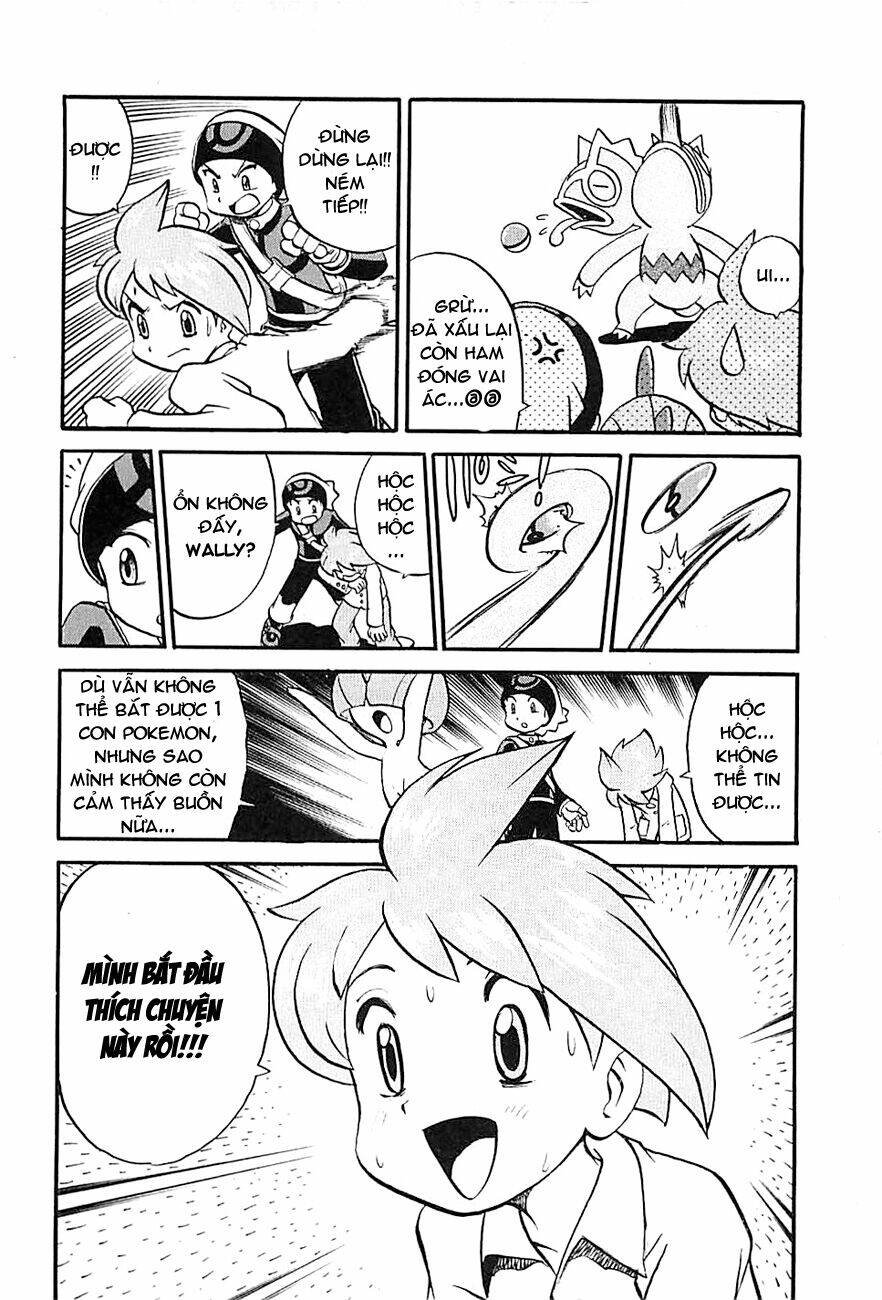 UI...
GRỪ...
ĐÃ XẤU LẠI
CÒN HAM
ĐÓNG VAI
ÁC...@@
ĐỪNG
DỪNG LẠI!!
NÉM
TIẾP!!
ĐƯỢC
!!
HỘC
HỘC
HỘC
...
ỔN KHÔNG
ĐẤY,
WALLY?
HỘC
HỘC...
KHÔNG
THỂ TIN
ĐƯỢC...
DÙ VẪN KHÔNG
THỂ BẮT ĐƯỢC 1
CON POKEMON,
NHƯNG SAO
MÌNH KHÔNG CÒN
CẢM THẤY BUỒN
NỮA...
MÌNH BẮT ĐẦU
THÍCH CHUYỆN
NÀY RỒI!!!